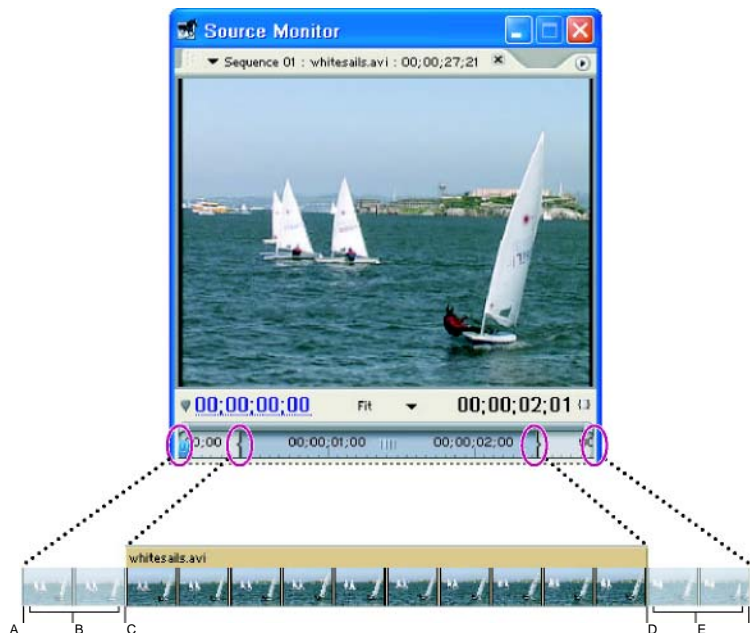 Source Monitor
Sequence 01 : whitesails.avi : 00;00;27;21
00;00;00;00 Fit 00;00;02;01
0;00 00;00;01;00 00;00;02;00
whitesails.avi
A B C D E